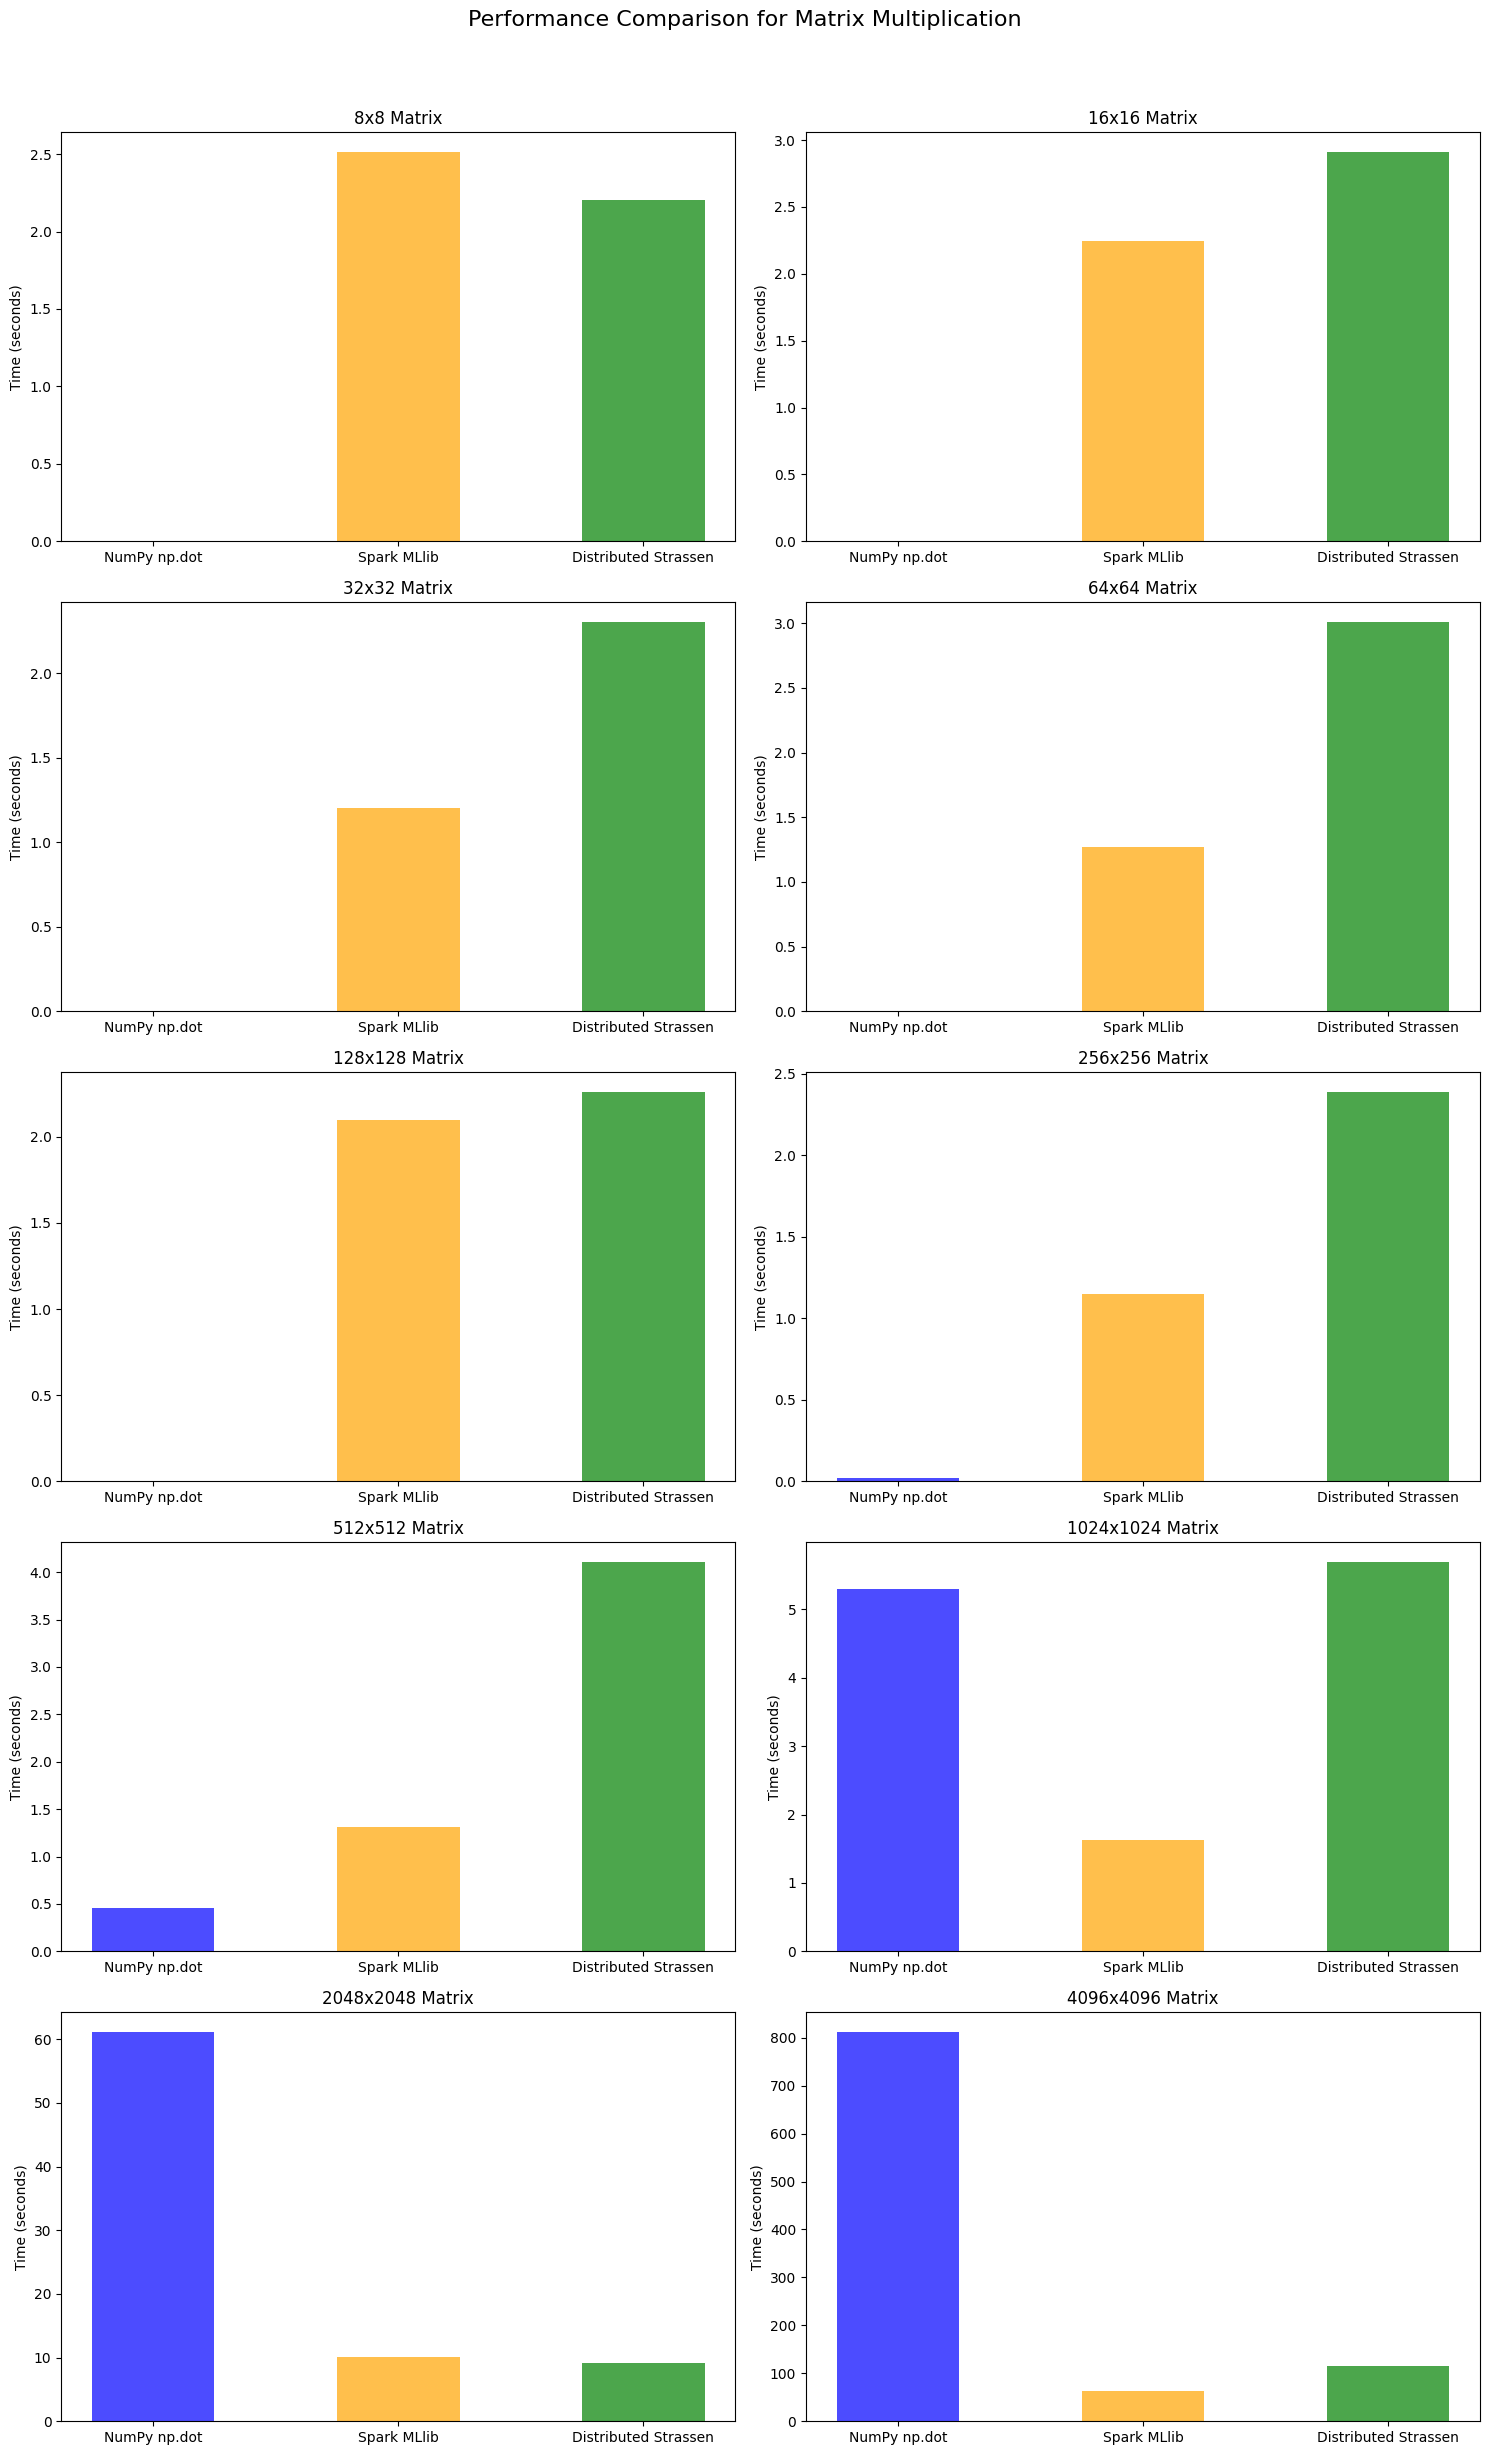 Performance Comparison for Matrix Multiplication
8x8 Matrix
Time (seconds)
2.5
2.0
1.5
1.0
0.5
0.0
NumPy np.dot Spark MLlib Distributed Strassen
16x16 Matrix
Time (seconds)
3.0
2.5
2.0
1.5
1.0
0.5
0.0
NumPy np.dot Spark MLlib Distributed Strassen
32x32 Matrix
Time (seconds)
2.0
1.5
1.0
0.5
0.0
NumPy np.dot Spark MLlib Distributed Strassen
64x64 Matrix
Time (seconds)
3.0
2.5
2.0
1.5
1.0
0.5
0.0
NumPy np.dot Spark MLlib Distributed Strassen
128x128 Matrix
Time (seconds)
2.0
1.5
1.0
0.5
0.0
NumPy np.dot Spark MLlib Distributed Strassen
256x256 Matrix
Time (seconds)
2.5
2.0
1.5
1.0
0.5
0.0
NumPy np.dot Spark MLlib Distributed Strassen
512x512 Matrix
Time (seconds)
4.0
3.5
3.0
2.5
2.0
1.5
1.0
0.5
0.0
NumPy np.dot Spark MLlib Distributed Strassen
1024x1024 Matrix
Time (seconds)
5
4
3
2
1
0
NumPy np.dot Spark MLlib Distributed Strassen
2048x2048 Matrix
Time (seconds)
60
50
40
30
20
10
0
NumPy np.dot Spark MLlib Distributed Strassen
4096x4096 Matrix
Time (seconds)
800
700
600
500
400
300
200
100
0
NumPy np.dot Spark MLlib Distributed Strassen